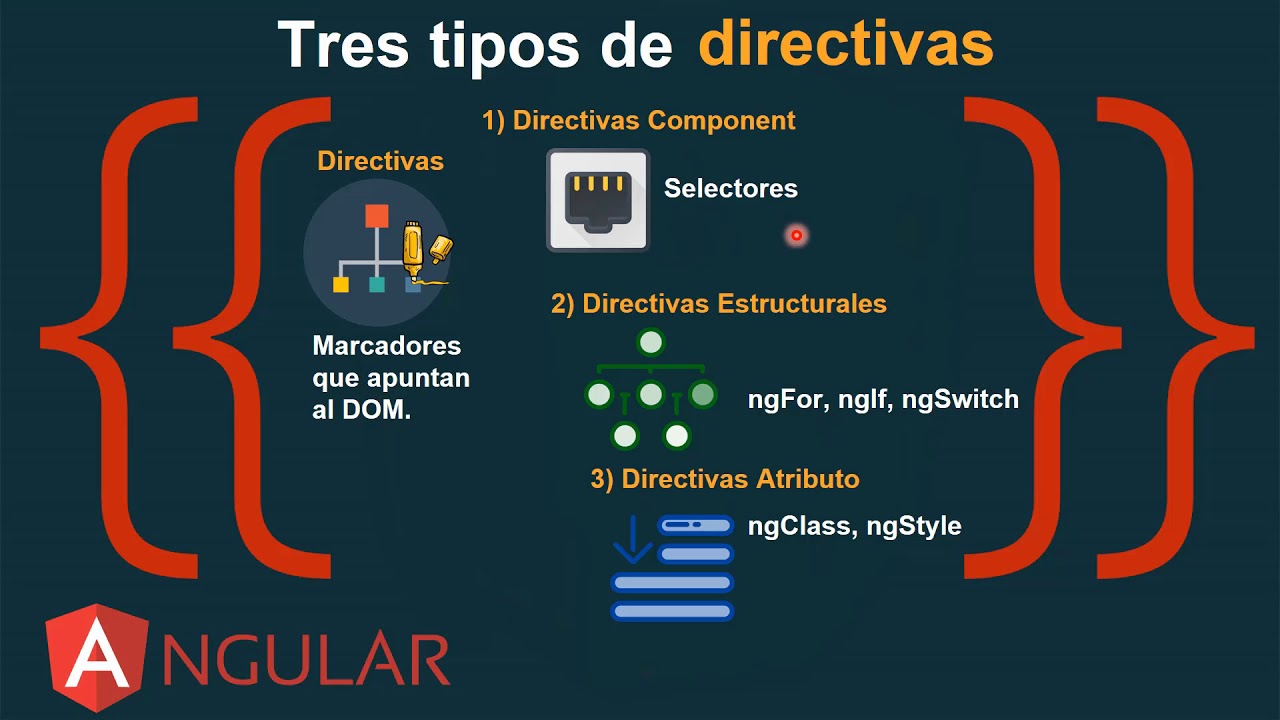 Tres tipos de directivas
1) Directivas Component
Directivas
Selectores
Marcadores
que apuntan
al DOM.
2) Directivas Estructurales
ngFor, ngIf, ngSwitch
3) Directivas Atributo
ngClass, ngStyle
ANGULAR